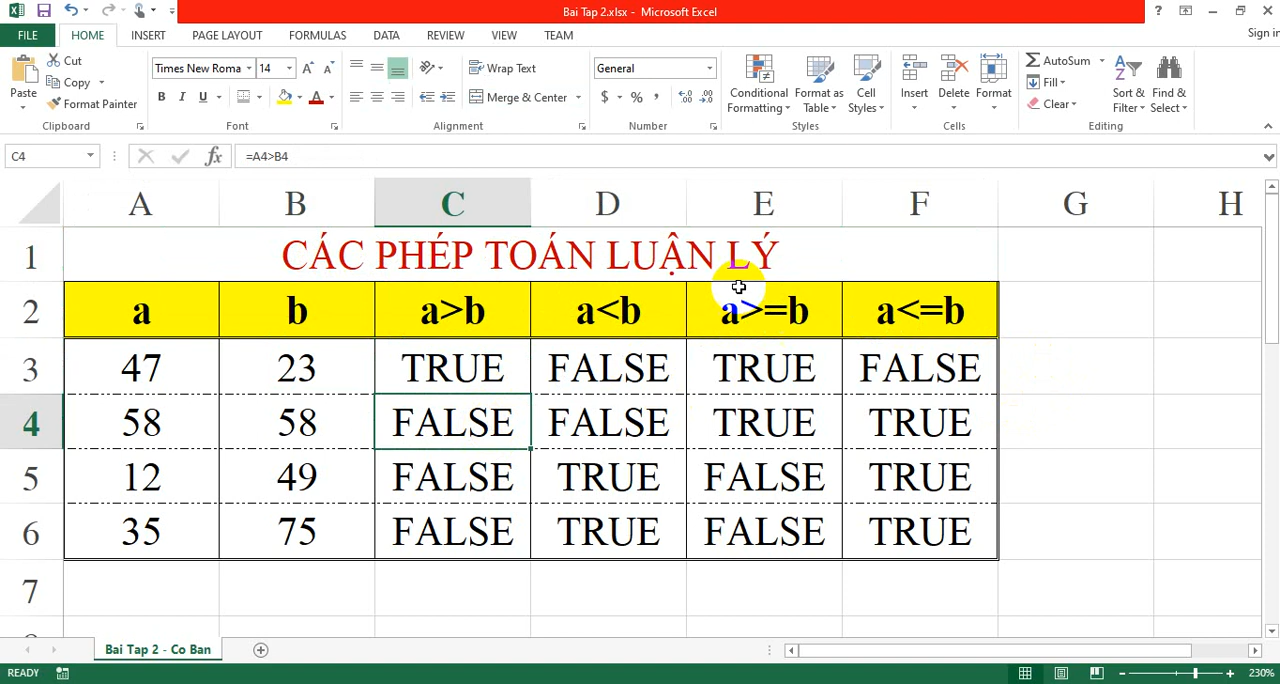 Bai Tap 2.xlsx - Microsoft Excel
FILE HOME INSERT PAGE LAYOUT FORMULAS DATA REVIEW VIEW TEAM Sign in
Cut
Copy
Format Painter
Paste
Clipboard
Times New Roma 14
B I U
Font
Wrap Text
Merge & Center
Alignment
General
$ % ,
Number
Conditional Formatting
Format as Table
Cell Styles
Styles
Insert Delete Format
Cells
AutoSum
Fill
Clear
Sort & Filter
Find & Select
Editing
C4 fx =A4>B4
A B C D E F G H
1 CÁC PHÉP TOÁN LUẬN LÝ
2 a b a>b a<b a>=b a<=b
3 47 23 TRUE FALSE TRUE FALSE
4 58 58 FALSE FALSE TRUE TRUE
5 12 49 FALSE TRUE FALSE TRUE
6 35 75 FALSE TRUE FALSE TRUE
7
Bai Tap 2 - Co Ban
READY 230%